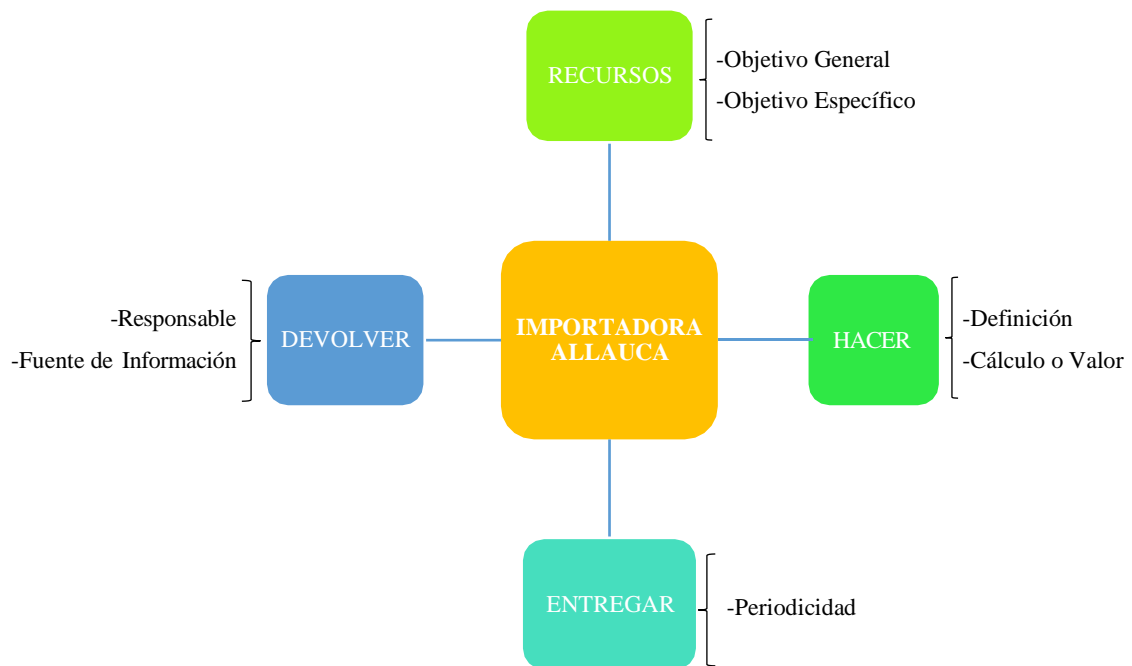 RECURSOS
-Objetivo General
-Objetivo Específico
-Responsable
-Fuente de Información
DEVOLVER
IMPORTADORA
ALLAUCA
HACER
-Definición
-Cálculo o Valor
ENTREGAR
-Periodicidad